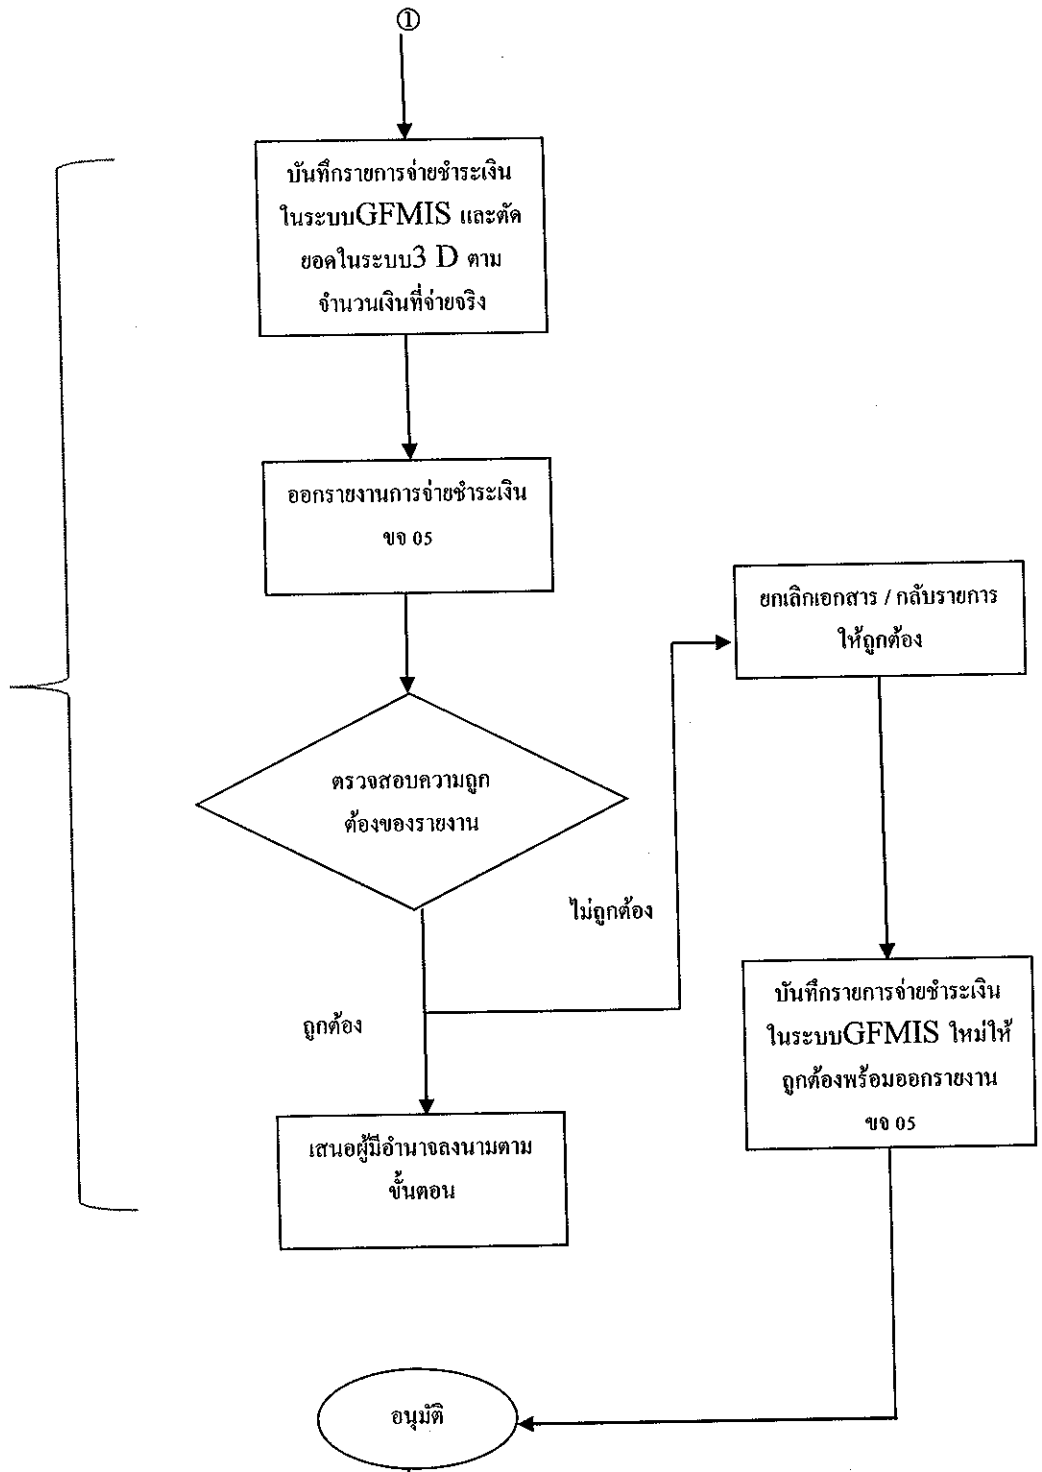 ①
บันทึกรายการจ่ายชำระเงิน
ในระบบGFMIS และตัด
ยอดในระบบ3 D ตาม
จำนวนเงินที่จ่ายจริง
ออกรายงานการจ่ายชำระเงิน
ขจ 05
ตรวจสอบความถูก
ต้องของรายงาน
ไม่ถูกต้อง
ถูกต้อง
เสนอผู้มีอำนาจลงนามตาม
ขั้นตอน
ยกเลิกเอกสาร / กลับรายการ
ให้ถูกต้อง
บันทึกรายการจ่ายชำระเงิน
ในระบบGFMIS ใหม่ให้
ถูกต้องพร้อมออกรายงาน
ขจ 05
อนุมัติ